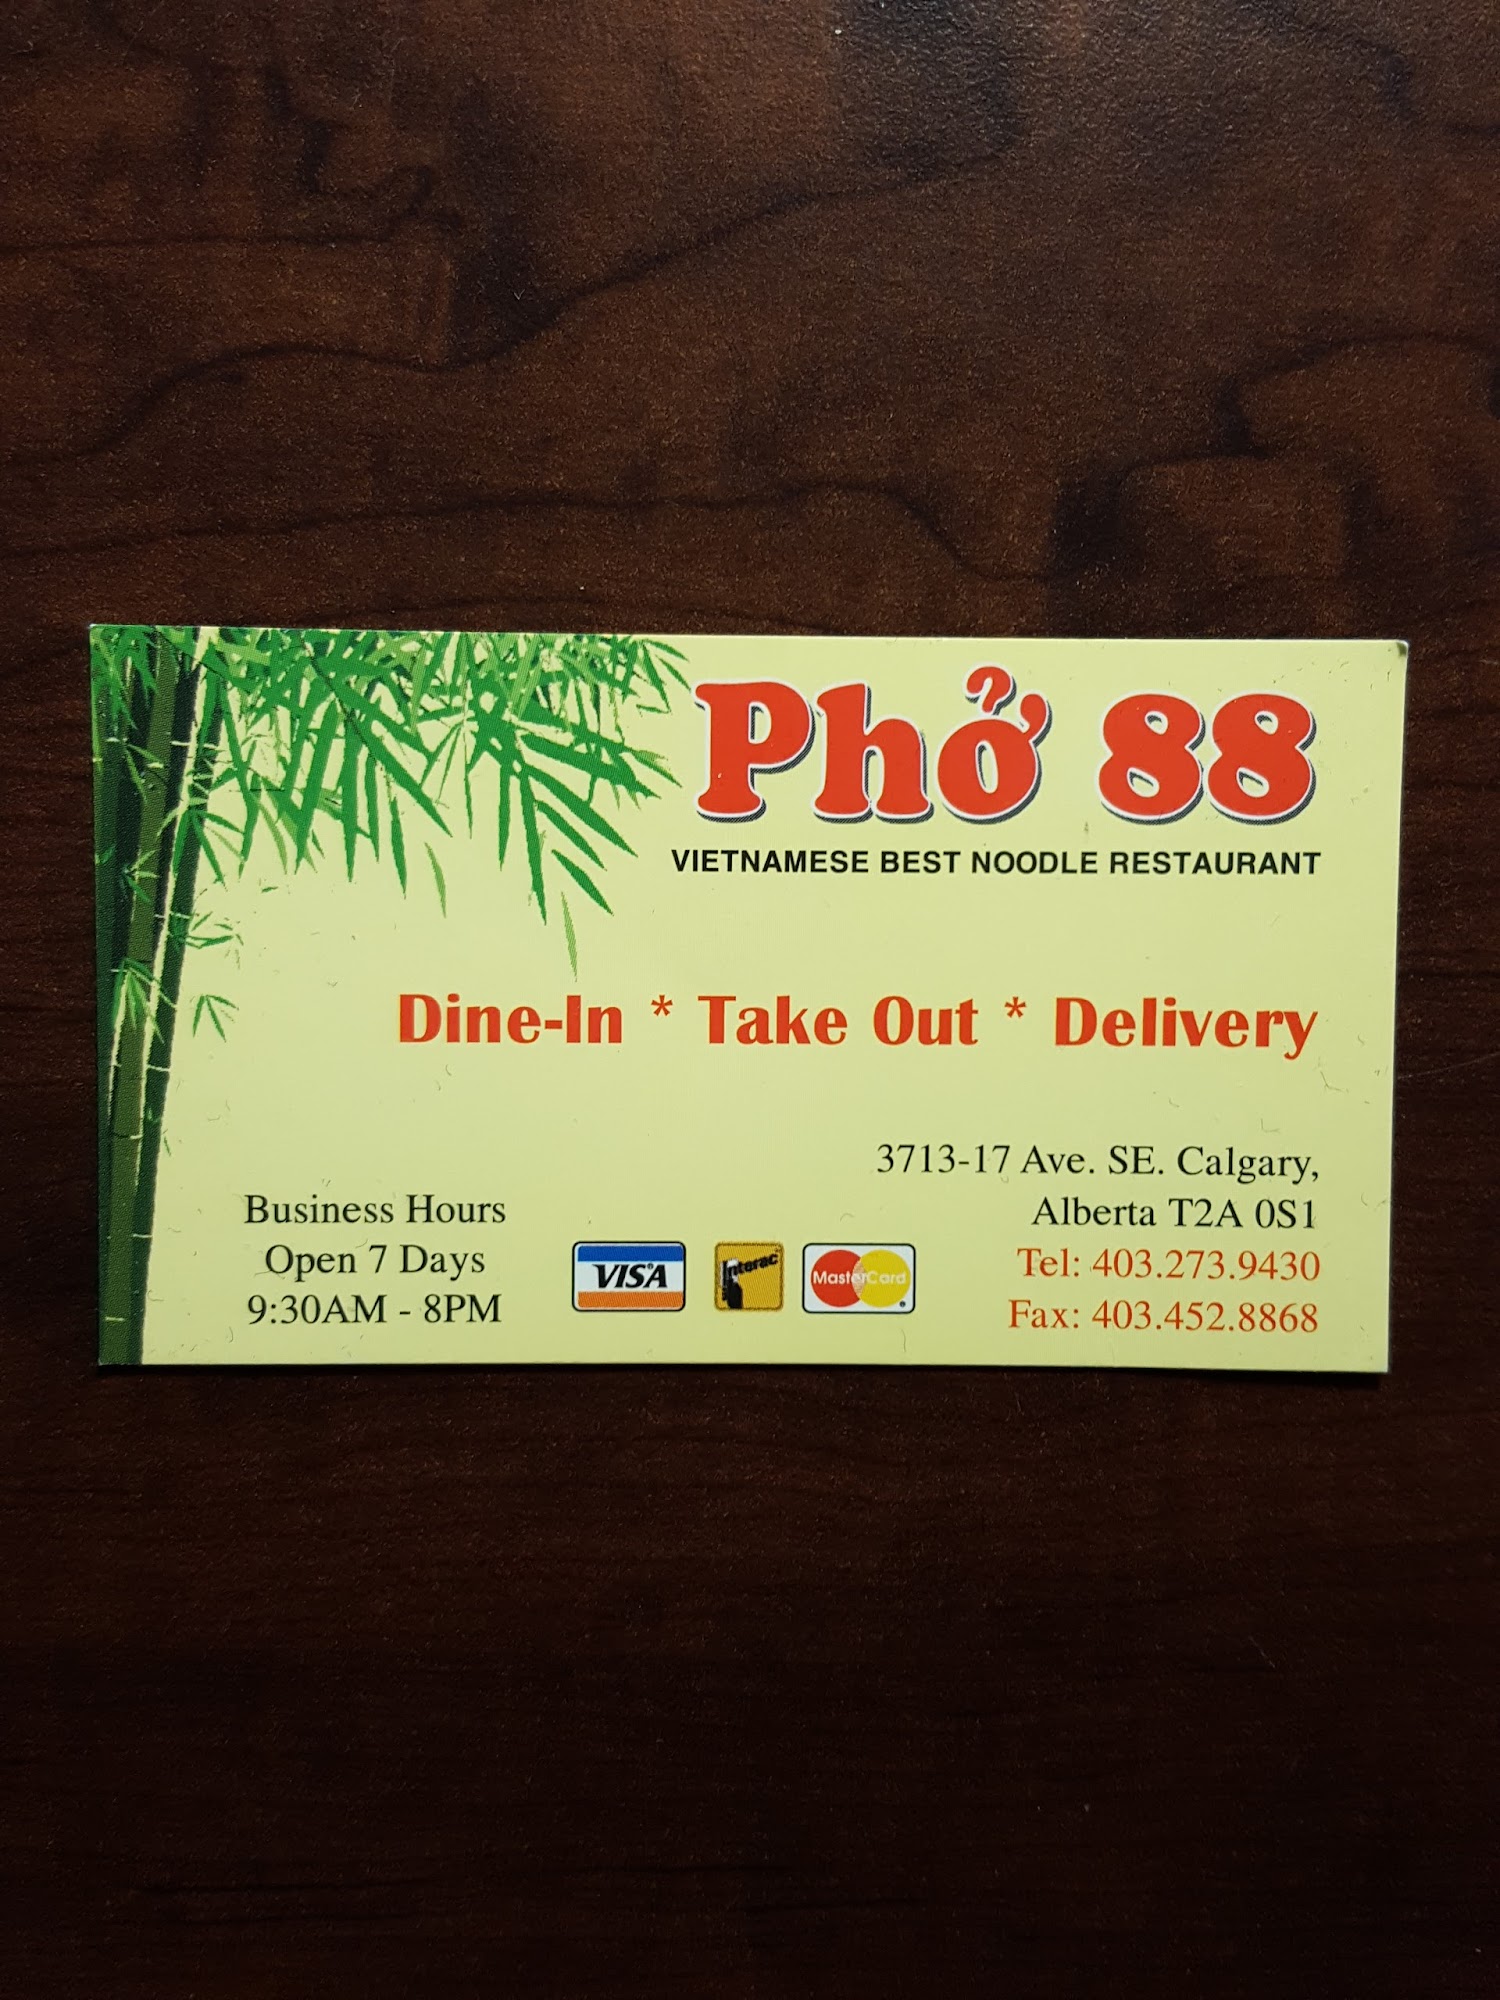 Phở 88
VIETNAMESE BEST NOODLE RESTAURANT
Dine-In * Take Out * Delivery
Business Hours
Open 7 Days
9:30AM - 8PM
VISA
Interac
MasterCard
3713-17 Ave. SE. Calgary,
Alberta T2A 0S1
Tel: 403.273.9430
Fax: 403.452.8868